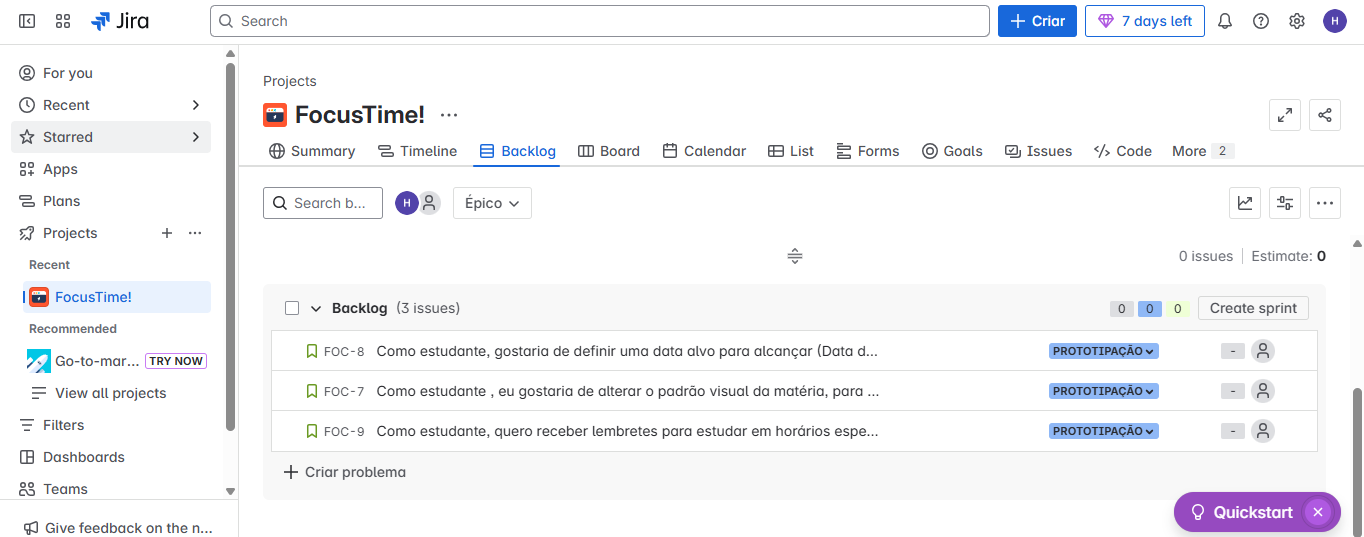 Jira
Search
Criar
7 days left
H
For you
Recent
Starred
Apps
Plans
Projects
Recent
FocusTime!
Recommended
Go-to-mar... TRY NOW
View all projects
Filters
Dashboards
Teams
Give feedback on the n...
Projects
FocusTime!
Summary Timeline Backlog Board Calendar List Forms Goals Issues Code More 2
Search b... H Épico
0 issues Estimate: 0
Backlog (3 issues) 0 0 0 Create sprint
FOC-8 Como estudante, gostaria de definir uma data alvo para alcançar (Data d... PROTOTIPAÇÃO -
FOC-7 Como estudante , eu gostaria de alterar o padrão visual da matéria, para ... PROTOTIPAÇÃO -
FOC-9 Como estudante, quero receber lembretes para estudar em horários espe... PROTOTIPAÇÃO -
Criar problema
Quickstart